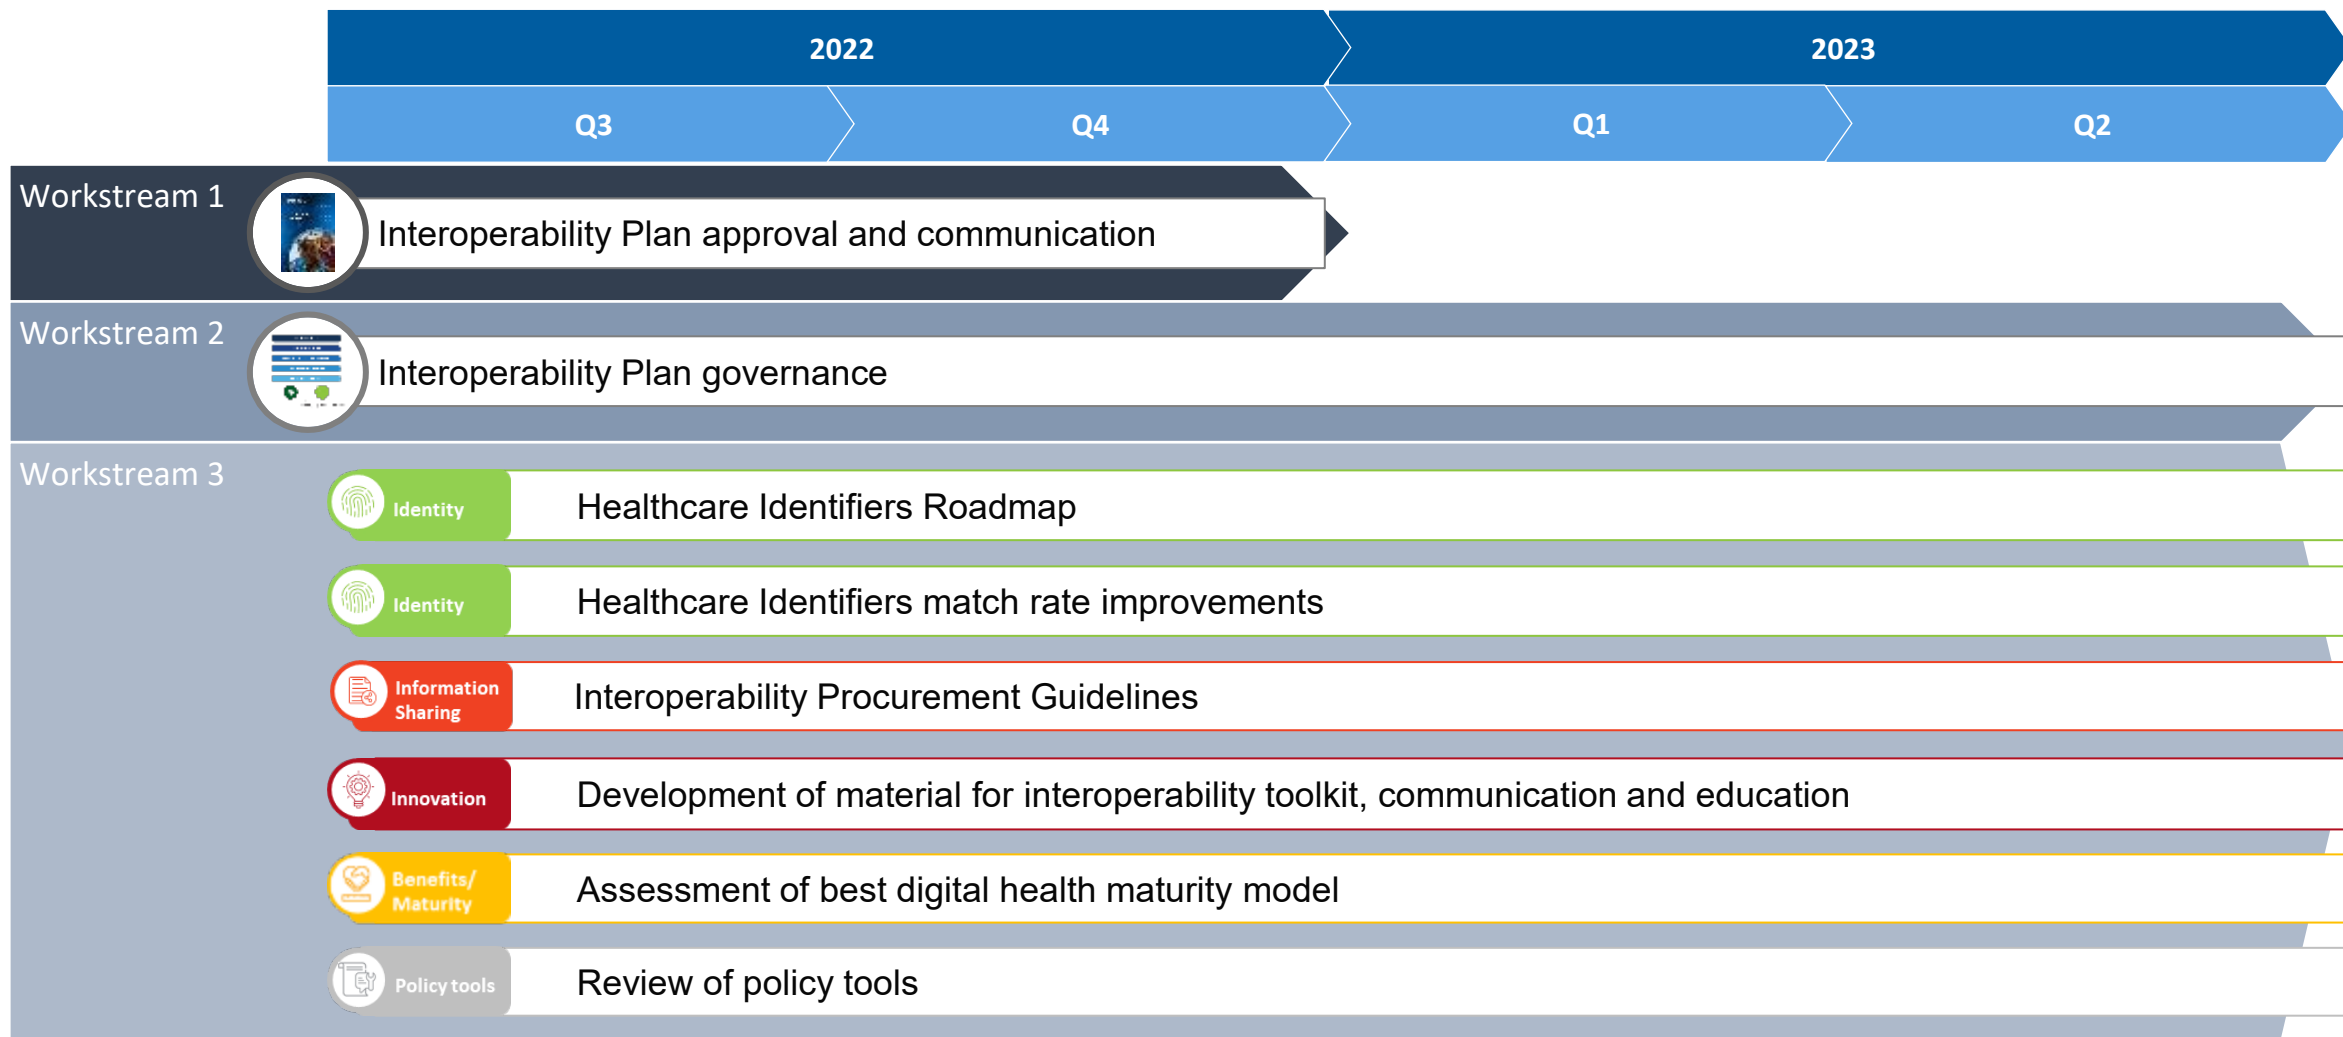 2022
2023
Q3
Q4
Q1
Q2
Workstream 1
Interoperability Plan approval and communication
Workstream 2
Interoperability Plan governance
Workstream 3
Identity
Healthcare Identifiers Roadmap
Identity
Healthcare Identifiers match rate improvements
Information
Sharing
Interoperability Procurement Guidelines
Innovation
Development of material for interoperability toolkit, communication and education
Benefits/
Maturity
Assessment of best digital health maturity model
Policy tools
Review of policy tools